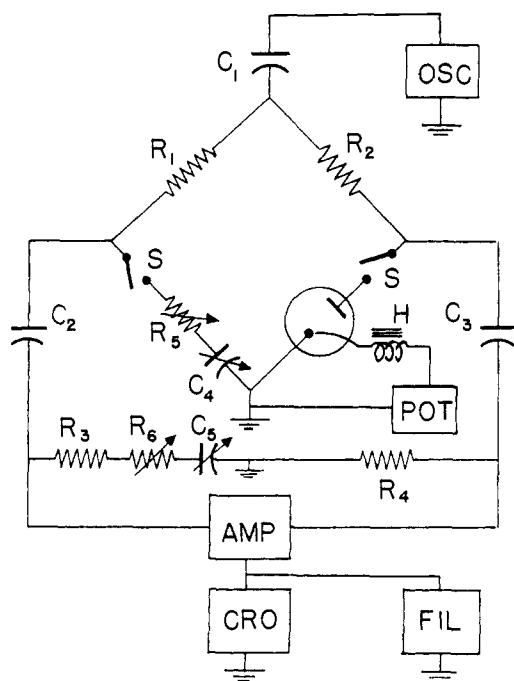 C₁
OSC
R₁
R₂
S
S
C₂
R₅
H
C₃
C₄
POT
R₃
R₆
C₅
R₄
AMP
CRO
FIL